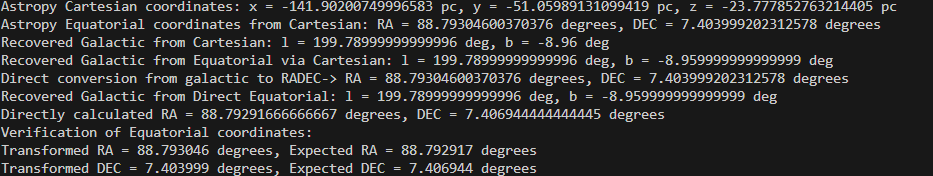 Astropy Cartesian coordinates: x = -141.90200749996583 pc, y = -51.05989131099419 pc, z = -23.777852763214405 pc
Astropy Equatorial coordinates from Cartesian: RA = 88.79304600370376 degrees, DEC = 7.403999202312578 degrees
Recovered Galactic from Cartesian: l = 199.78999999999996 deg, b = -8.96 deg
Recovered Galactic from Equatorial via Cartesian: l = 199.78999999999996 deg, b = -8.959999999999999 deg
Direct conversion from galactic to RADEC-> RA = 88.79304600370376 degrees, DEC = 7.403999202312578 degrees
Recovered Galactic from Direct Equatorial: l = 199.78999999999996 deg, b = -8.959999999999999 deg
Directly calculated RA = 88.79291666666667 degrees, DEC = 7.406944444444445 degrees
Verification of Equatorial coordinates:
Transformed RA = 88.793046 degrees, Expected RA = 88.792917 degrees
Transformed DEC = 7.403999 degrees, Expected DEC = 7.406944 degrees